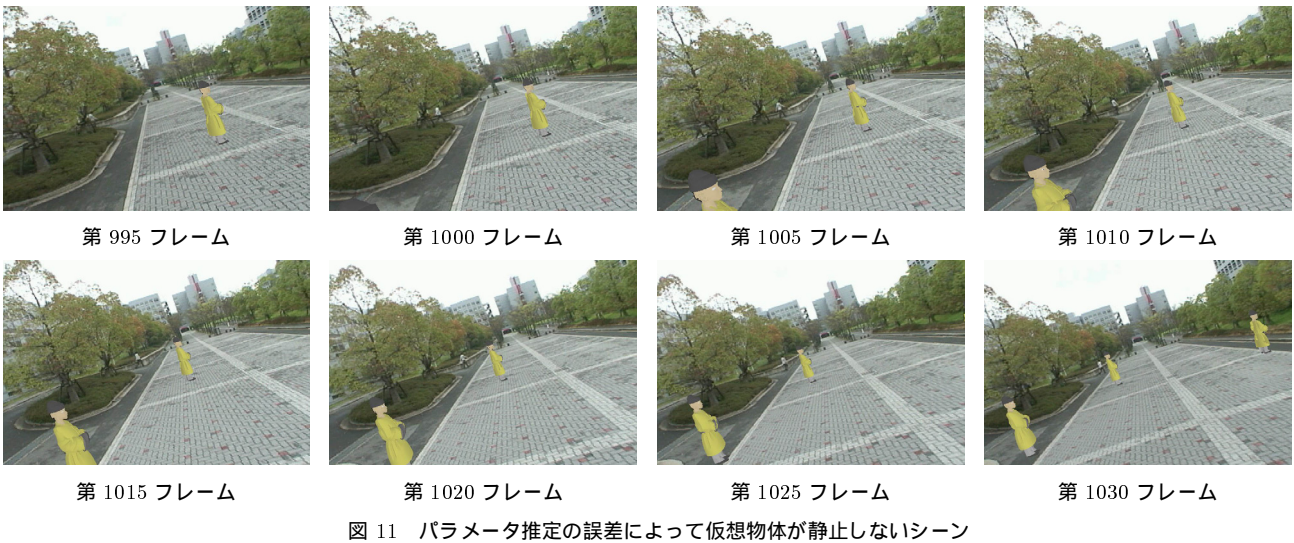 第 995 フレーム
第 1000 フレーム
第 1005 フレーム
第 1010 フレーム
第 1015 フレーム
第 1020 フレーム
第 1025 フレーム
第 1030 フレーム
図 11 パラメータ推定の誤差によって仮想物体が静止しないシーン